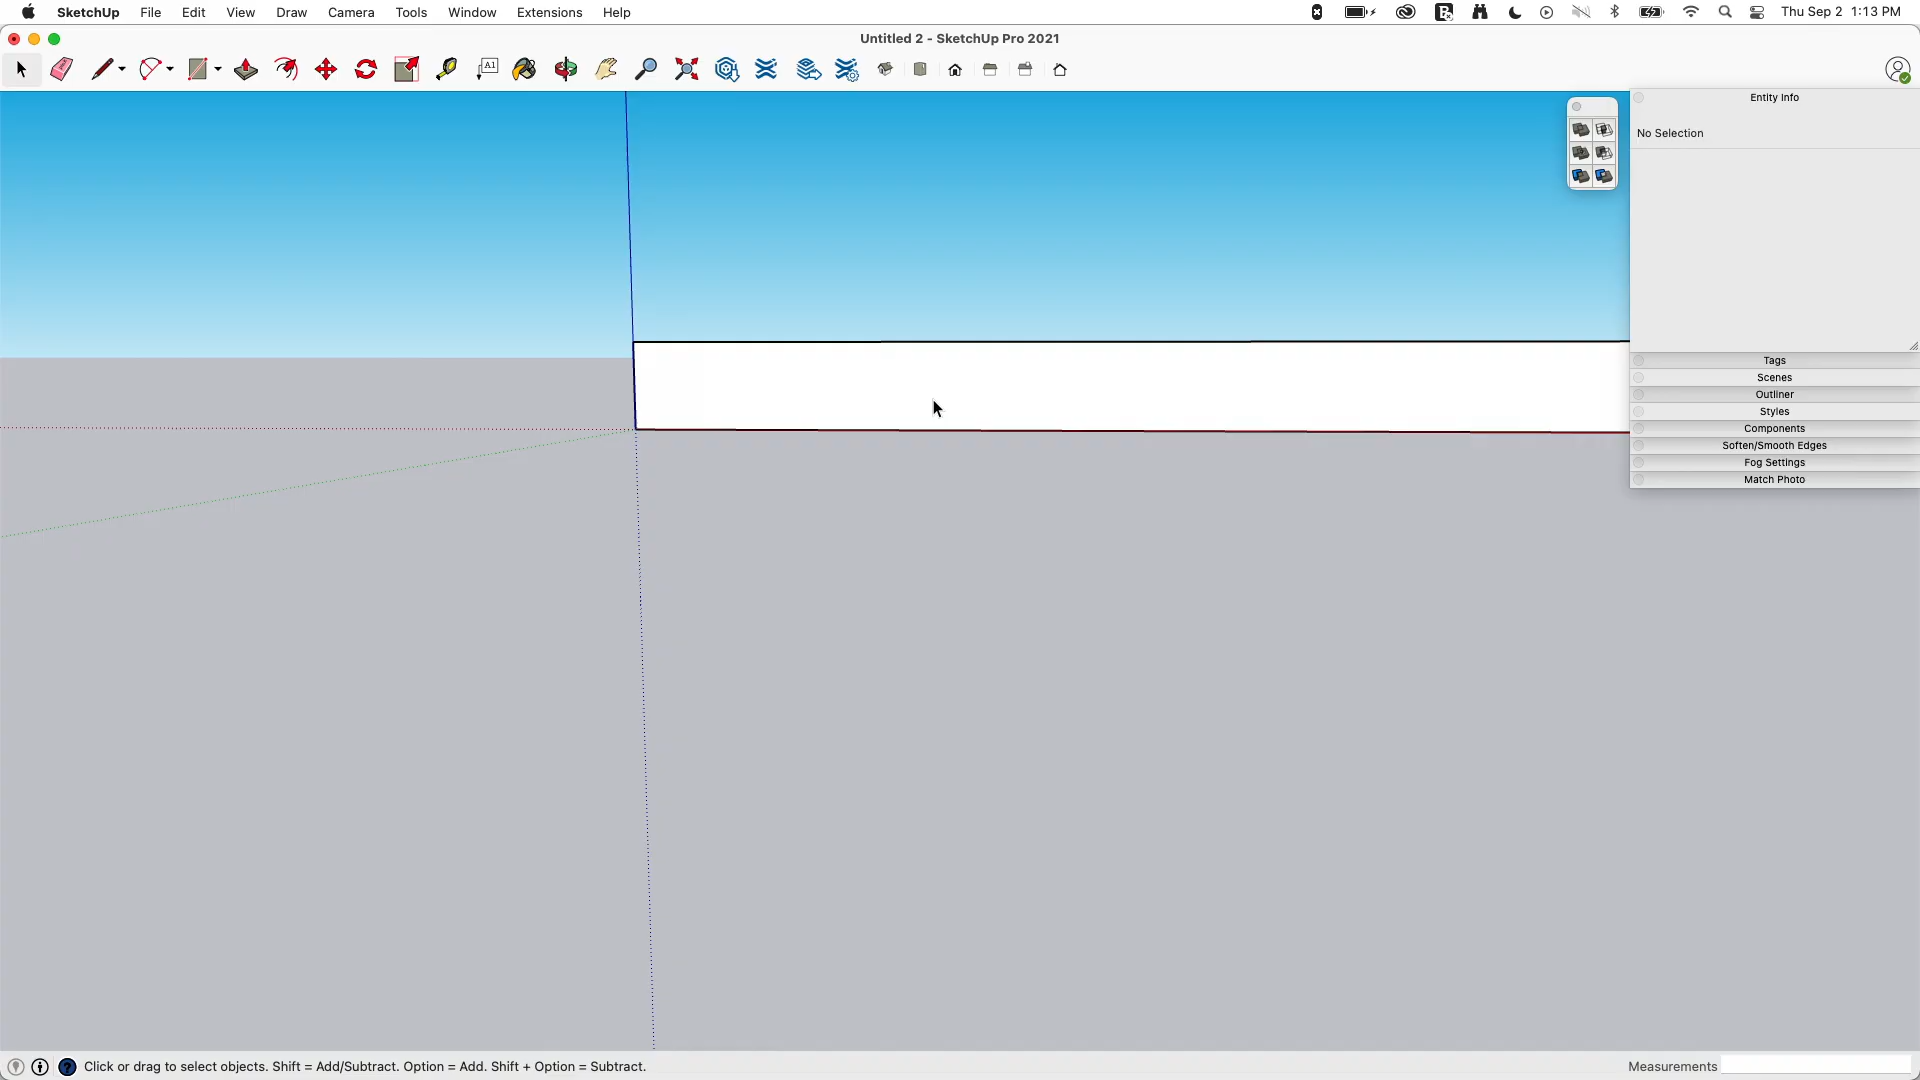 SketchUp File Edit View Draw Camera Tools Window Extensions Help Thu Sep 2 1:13 PM
Untitled 2 - SketchUp Pro 2021
A1
Entity Info
No Selection
Tags
Scenes
Outliner
Styles
Components
Soften/Smooth Edges
Fog Settings
Match Photo
Click or drag to select objects. Shift = Add/Subtract. Option = Add. Shift + Option = Subtract.
Measurements